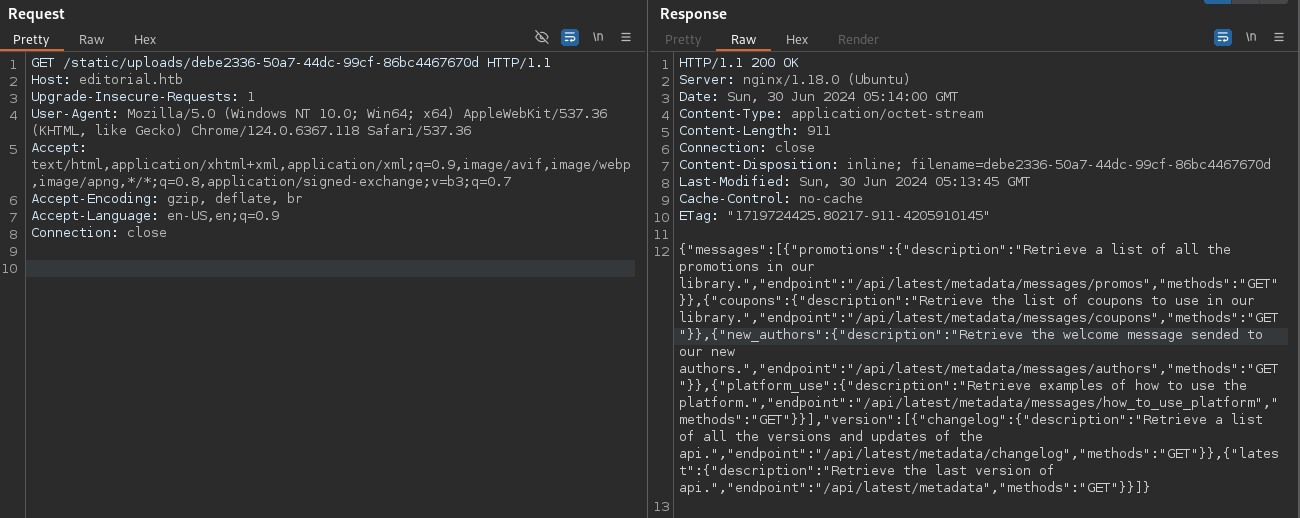 Request
Pretty Raw Hex
\n
1 GET /static/uploads/debe2336-50a7-44dc-99cf-86bc4467670d HTTP/1.1
2 Host: editorial.htb
3 Upgrade-Insecure-Requests: 1
4 User-Agent: Mozilla/5.0 (Windows NT 10.0; Win64; x64) AppleWebKit/537.36
(KHTML, like Gecko) Chrome/124.0.6367.118 Safari/537.36
5 Accept:
text/html,application/xhtml+xml,application/xml;q=0.9,image/avif,image/webp
,image/apng,*/*;q=0.8,application/signed-exchange;v=b3;q=0.7
6 Accept-Encoding: gzip, deflate, br
7 Accept-Language: en-US,en;q=0.9
8 Connection: close
9
10
Response
Pretty Raw Hex Render
\n
1 HTTP/1.1 200 OK
2 Server: nginx/1.18.0 (Ubuntu)
3 Date: Sun, 30 Jun 2024 05:14:00 GMT
4 Content-Type: application/octet-stream
5 Content-Length: 911
6 Connection: close
7 Content-Disposition: inline; filename=debe2336-50a7-44dc-99cf-86bc4467670d
8 Last-Modified: Sun, 30 Jun 2024 05:13:45 GMT
9 Cache-Control: no-cache
10 ETag: "1719724425.80217-911-4205910145"
11
12 {"messages":[{"promotions":{"description":"Retrieve a list of all the
promotions in our
library.","endpoint":"/api/latest/metadata/messages/promos","methods":"GET"
}},{"coupons":{"description":"Retrieve the list of coupons to use in our
library.","endpoint":"/api/latest/metadata/messages/coupons","methods":"GET
"}},{"new_authors":{"description":"Retrieve the welcome message sended to
our new
authors.","endpoint":"/api/latest/metadata/messages/authors","methods":"GET
"}},{"platform_use":{"description":"Retrieve examples of how to use the
platform.","endpoint":"/api/latest/metadata/messages/how_to_use_platform","
methods":"GET"}}],"version":[{"changelog":{"description":"Retrieve a list
of all the versions and updates of the
api.","endpoint":"/api/latest/metadata/changelog","methods":"GET"}},{"lates
t":{"description":"Retrieve the last version of
api.","endpoint":"/api/latest/metadata","methods":"GET"}}]}
13